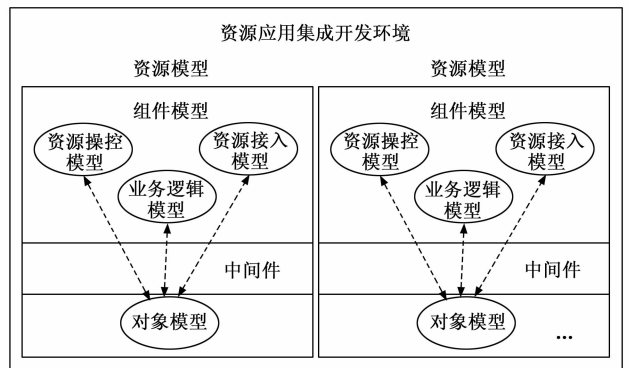 资源应用集成开发环境
资源模型
资源模型
组件模型
资源操控
模型
资源接入
模型
业务逻辑
模型
中间件
对象模型
组件模型
资源操控
模型
资源接入
模型
业务逻辑
模型
中间件
对象模型
...